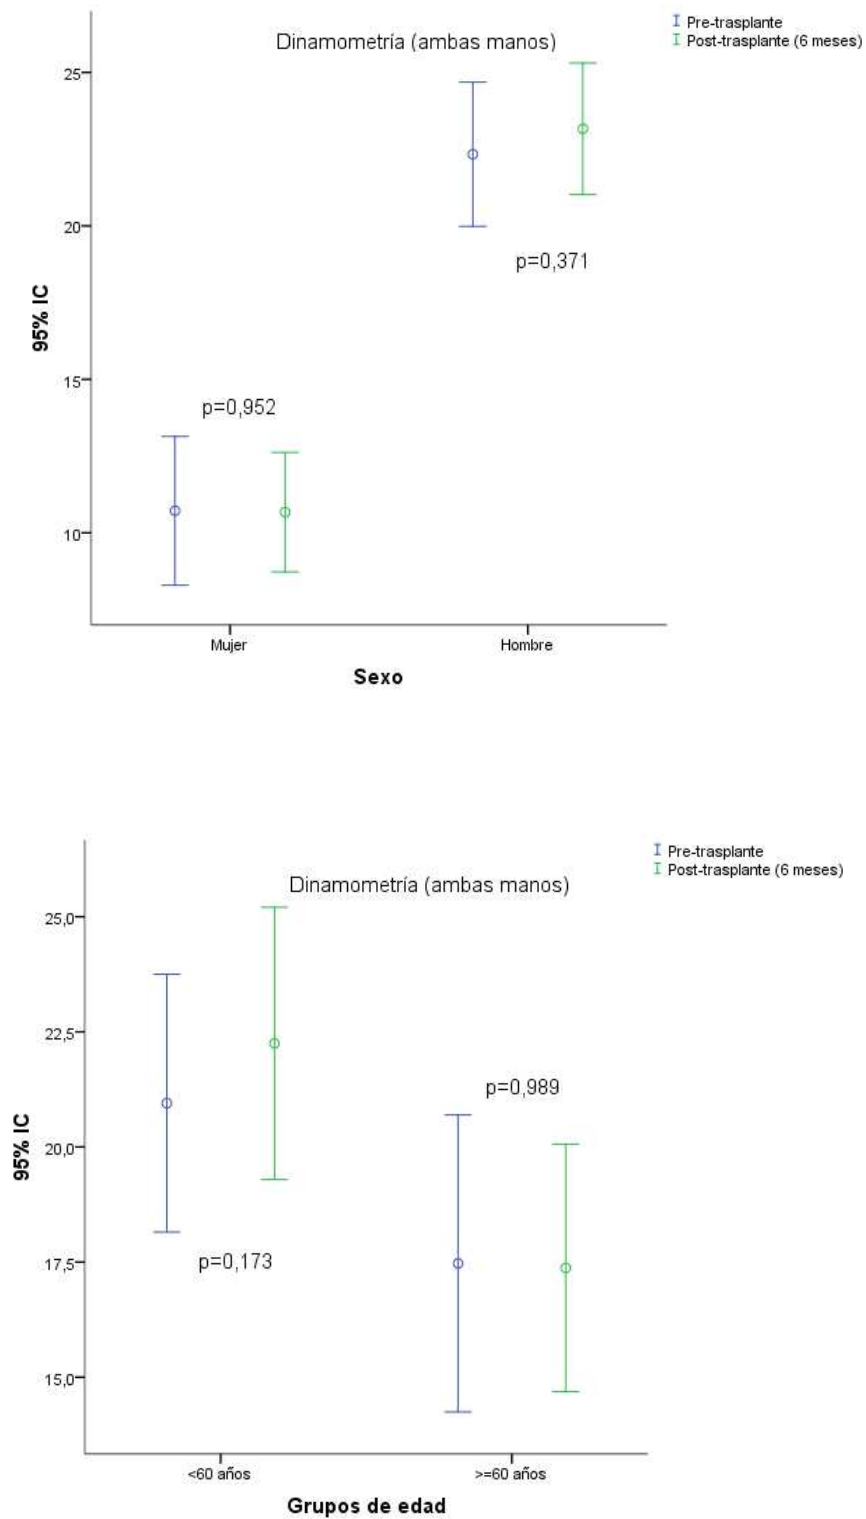 Dinamometría (ambas manos)
Pre-trasplante
Post-trasplante (6 meses)
25
20
15
10
95% IC
p=0,371
p=0,952
Mujer
Hombre
Sexo
Dinamometría (ambas manos)
Pre-trasplante
Post-trasplante (6 meses)
25,0
22,5
20,0
17,5
15,0
95% IC
p=0,989
p=0,173
<60 años
>=60 años
Grupos de edad